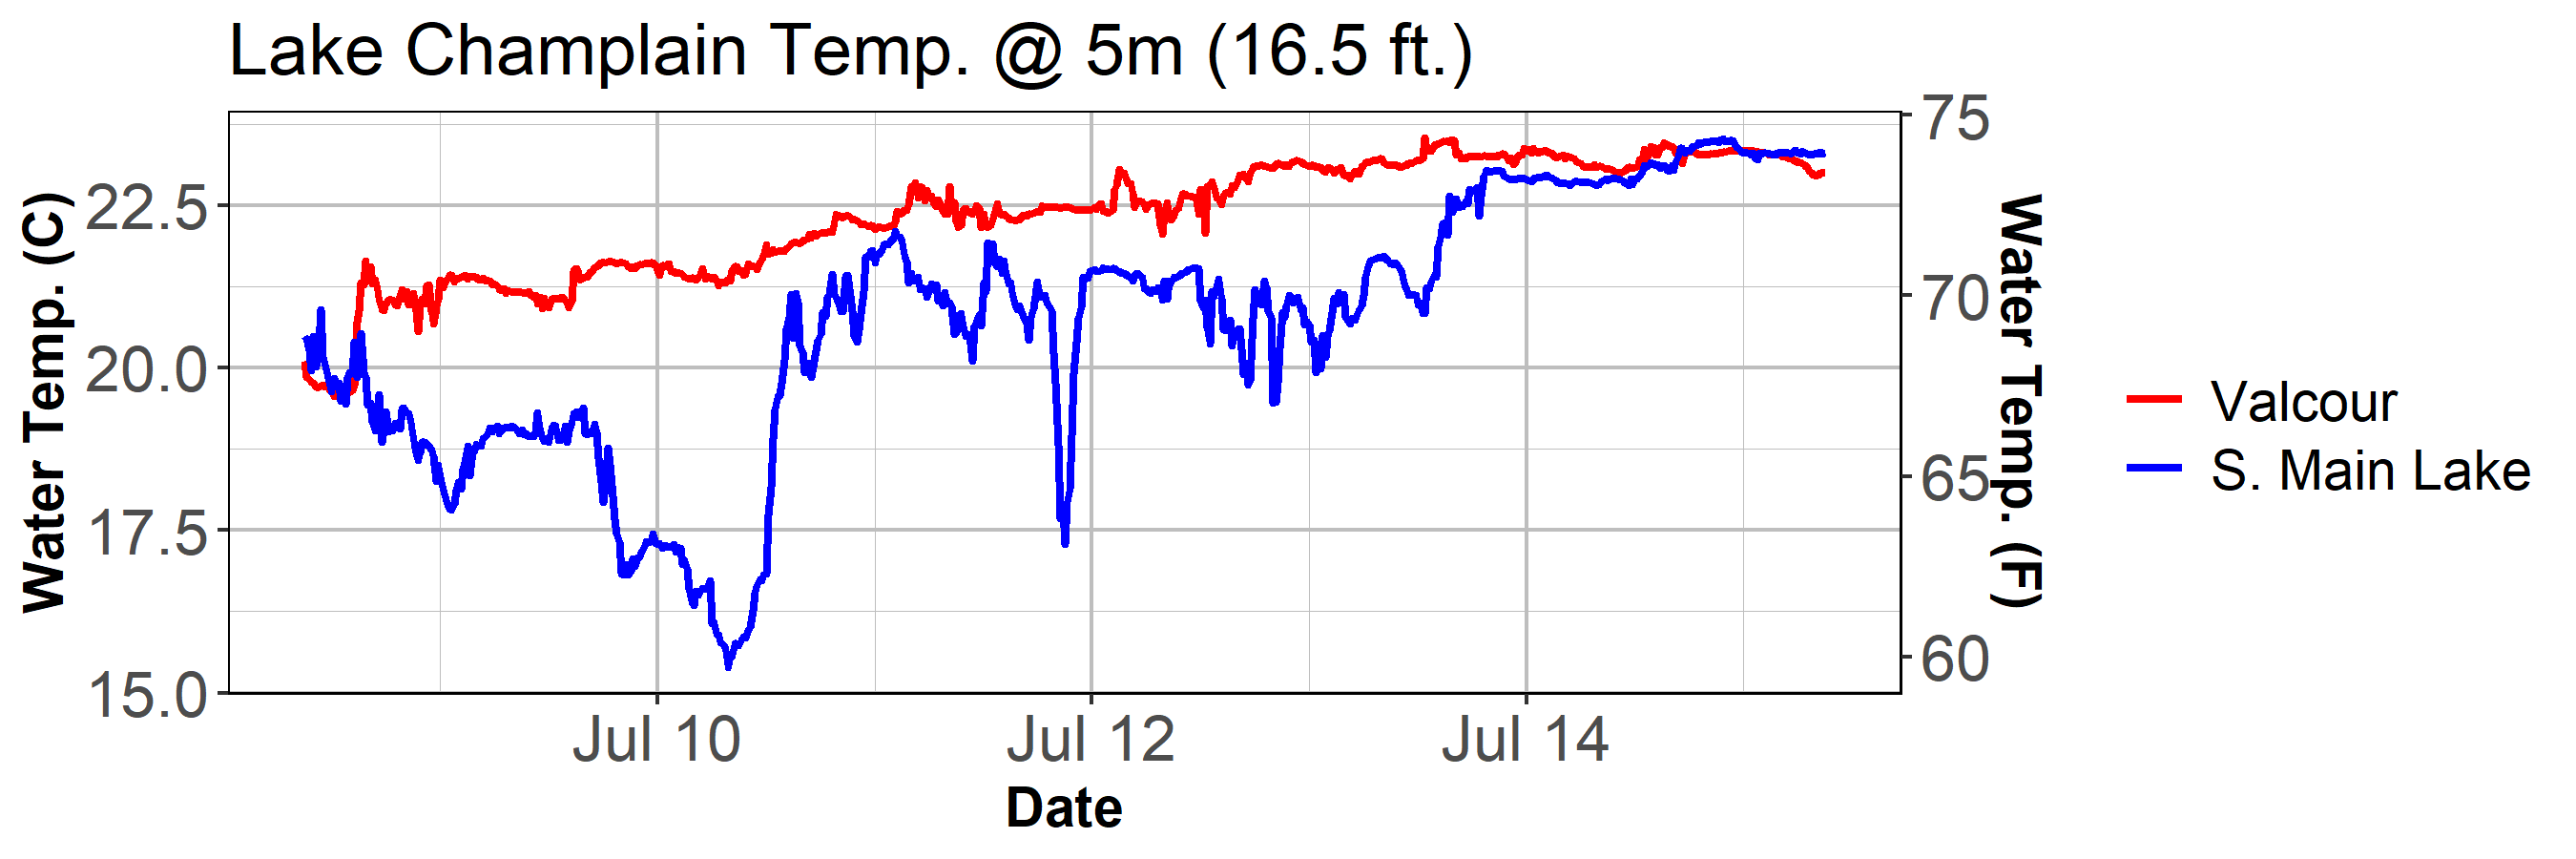 Lake Champlain Temp. @ 5m (16.5 ft.)
Water Temp. (C)
22.5
20.0
17.5
15.0
75
70
65
60
Water Temp. (F)
Jul 10
Jul 12
Jul 14
Date
Valcour
S. Main Lake